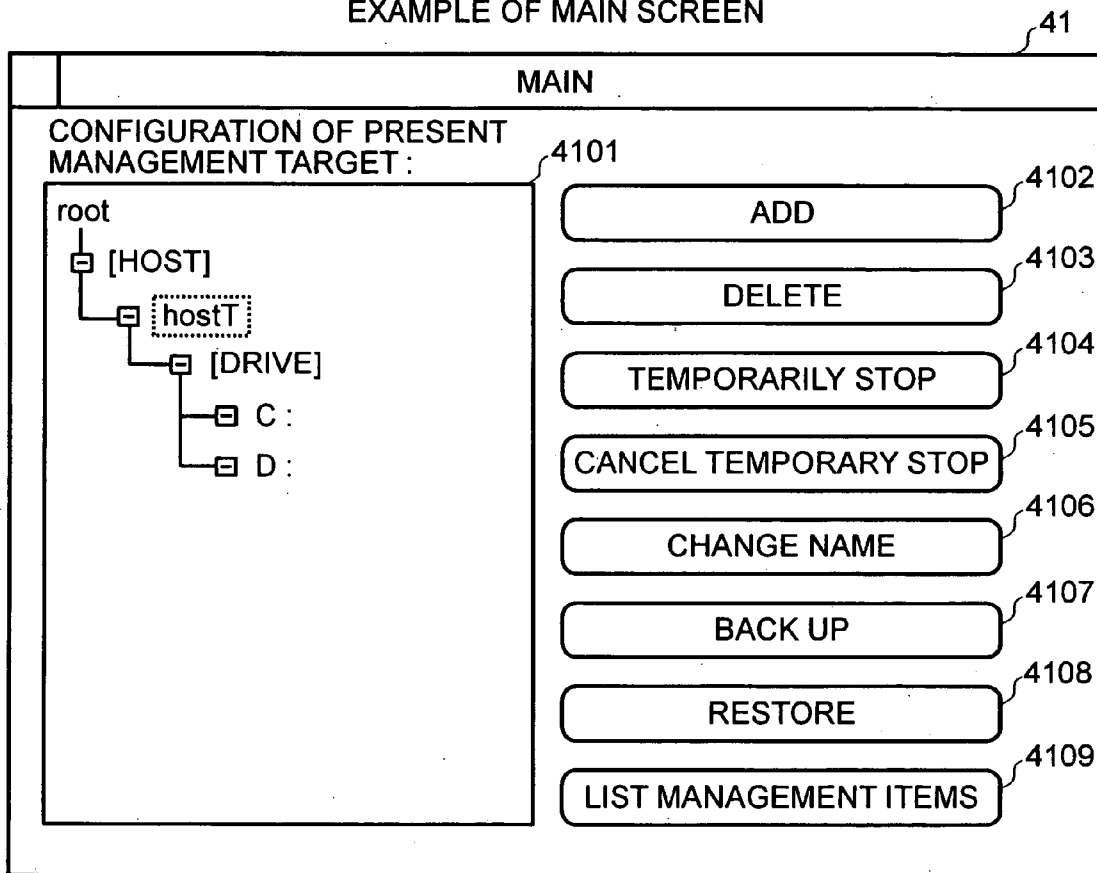 EXAMPLE OF MAIN SCREEN
41
MAIN
CONFIGURATION OF PRESENT
MANAGEMENT TARGET :
4101
root
[HOST]
hostT
[DRIVE]
C :
D :
4102
ADD
4103
DELETE
4104
TEMPORARILY STOP
4105
CANCEL TEMPORARY STOP
4106
CHANGE NAME
4107
BACK UP
4108
RESTORE
4109
LIST MANAGEMENT ITEMS